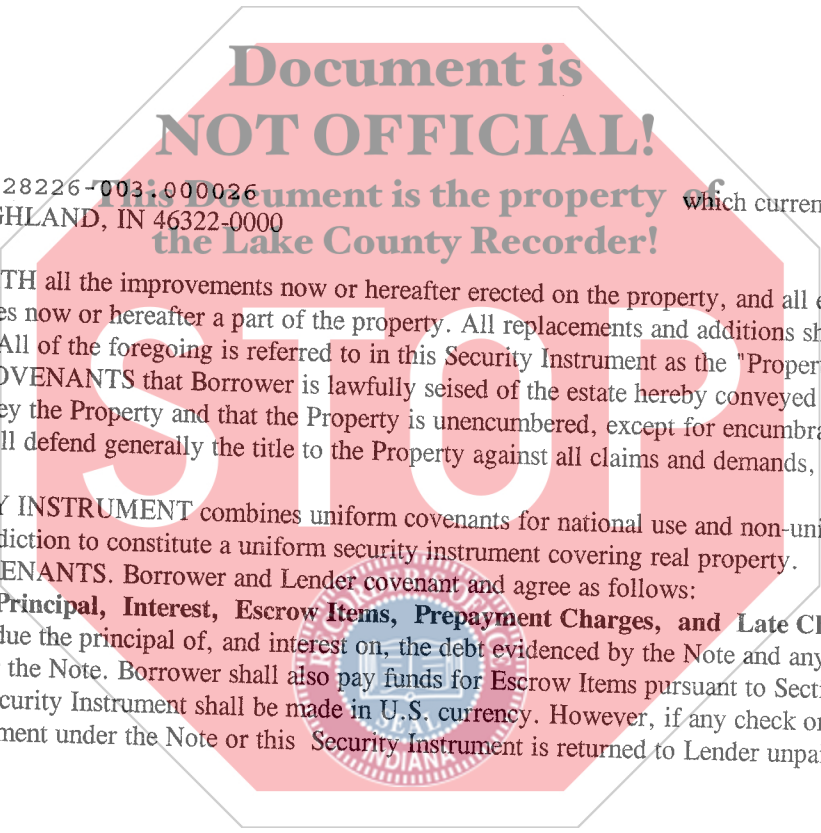 Document is
NOT OFFICIAL!
This Document is the property of
the Lake County Recorder!
STOP
28226-003.000026
which curren
GHLAND, IN 46322-0000
TH all the improvements now or hereafter erected on the property, and all e
es now or hereafter a part of the property. All replacements and additions sh
All of the foregoing is referred to in this Security Instrument as the "Proper
OVENANTS that Borrower is lawfully seised of the estate hereby conveyed
ey the Property and that the Property is unencumbered, except for encumbra
ll defend generally the title to the Property against all claims and demands,
Y INSTRUMENT combines uniform covenants for national use and non-uni
diction to constitute a uniform security instrument covering real property.
ENANTS. Borrower and Lender covenant and agree as follows:
Principal, Interest, Escrow Items, Prepayment Charges, and Late Ch
due the principal of, and interest on, the debt evidenced by the Note and any
the Note. Borrower shall also pay funds for Escrow Items pursuant to Secti
curity Instrument shall be made in U.S. currency. However, if any check or
ment under the Note or this Security Instrument is returned to Lender unpai
RECORDER'S OFFICE
SEAL
INDIANA